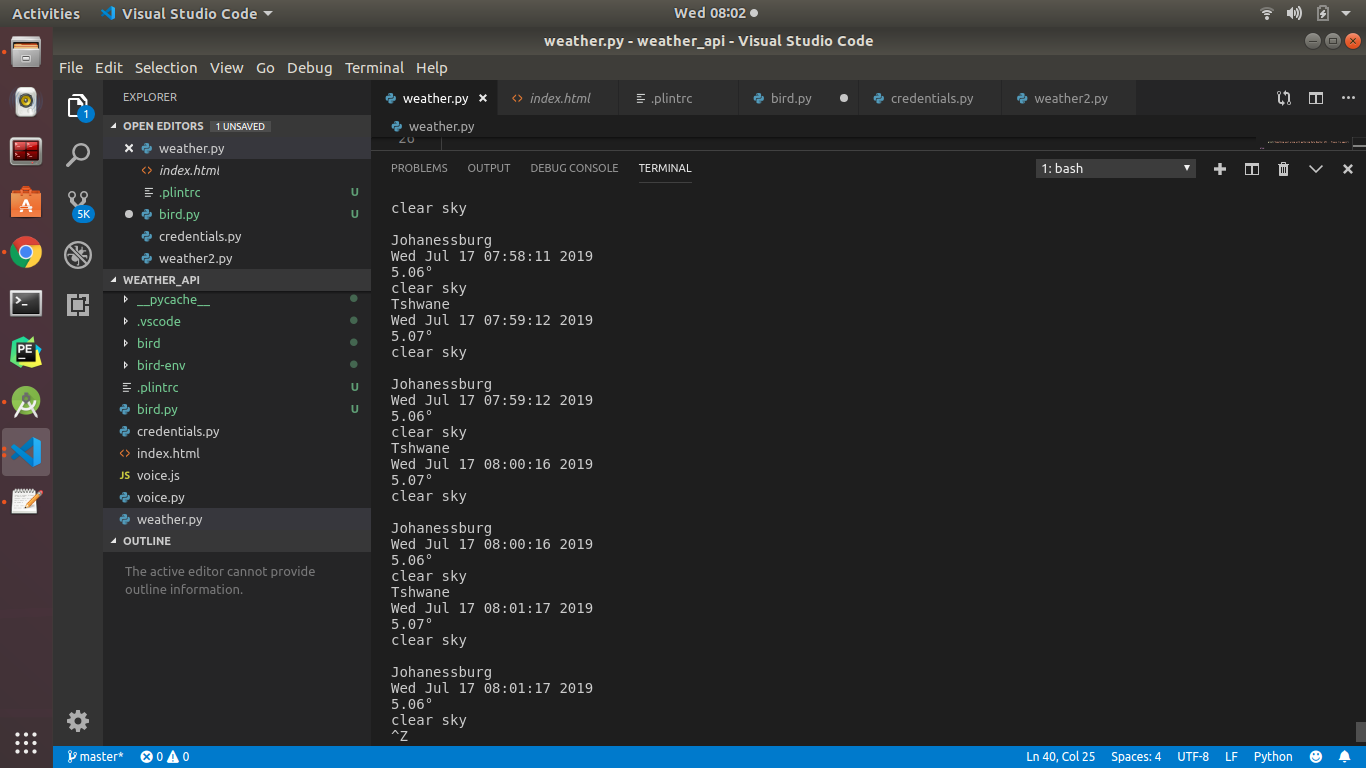 Activities Visual Studio Code Wed 08:02
weather.py - weather_api - Visual Studio Code
File Edit Selection View Go Debug Terminal Help
EXPLORER
weather.py index.html .plintrc bird.py credentials.py weather2.py
OPEN EDITORS 1 UNSAVED
weather.py
index.html
.plintrc U
bird.py U
credentials.py
weather2.py
WEATHER_API
__pycache__
.vscode
bird
bird-env
.plintrc U
bird.py U
credentials.py
index.html
JS voice.js
voice.py
weather.py
OUTLINE
The active editor cannot provide
outline information.
1
5K
PE
weather.py
26
PROBLEMS OUTPUT DEBUG CONSOLE TERMINAL 1: bash
clear sky
Johanessburg
Wed Jul 17 07:58:11 2019
5.06°
clear sky
Tshwane
Wed Jul 17 07:59:12 2019
5.07°
clear sky
Johanessburg
Wed Jul 17 07:59:12 2019
5.06°
clear sky
Tshwane
Wed Jul 17 08:00:16 2019
5.07°
clear sky
Johanessburg
Wed Jul 17 08:00:16 2019
5.06°
clear sky
Tshwane
Wed Jul 17 08:01:17 2019
5.07°
clear sky
Johanessburg
Wed Jul 17 08:01:17 2019
5.06°
clear sky
^Z
master* 0 0 Ln 40, Col 25 Spaces: 4 UTF-8 LF Python